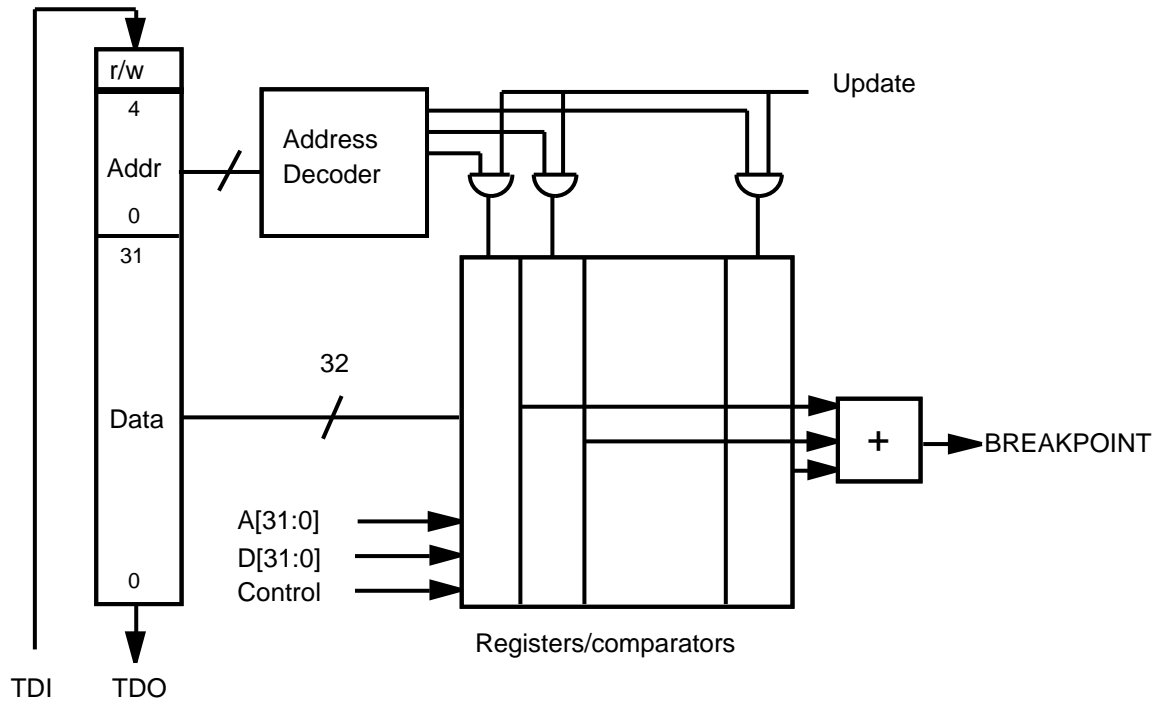 Update
r/w
4
Addr
0
Address
Decoder
31
32
Data
+
BREAKPOINT
A[31:0]
D[31:0]
Control
0
Registers/comparators
TDI
TDO